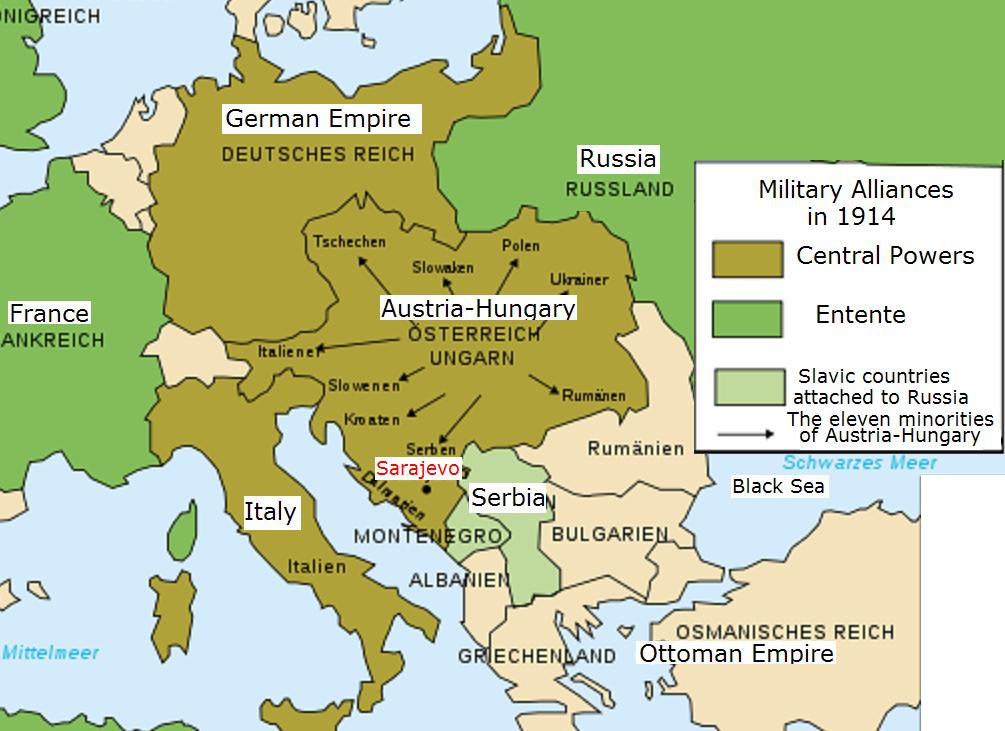 ÖNIGREICH
German Empire
DEUTSCHES REICH
Russia
RUSSLAND
Military Alliances
in 1914
Central Powers
Entente
Slavic countries
attached to Russia
The eleven minorities
of Austria-Hungary
Tschechen
Polen
Slowaken
Ukrainer
France
ANKREICH
Austria-Hungary
ÖSTERREICH
UNGARN
Italiener
Slowenen
Rumänen
Kroaten
Serben
Rumänien
Sarajevo
Schwarzes Meer
Black Sea
Dalmatien
Serbia
N
Italy
MONTENEGRO
BULGARIEN
Italien
ALBANIEN
OSMANISCHES REICH
Mittelmeer
GRIECHENLAND
Ottoman Empire